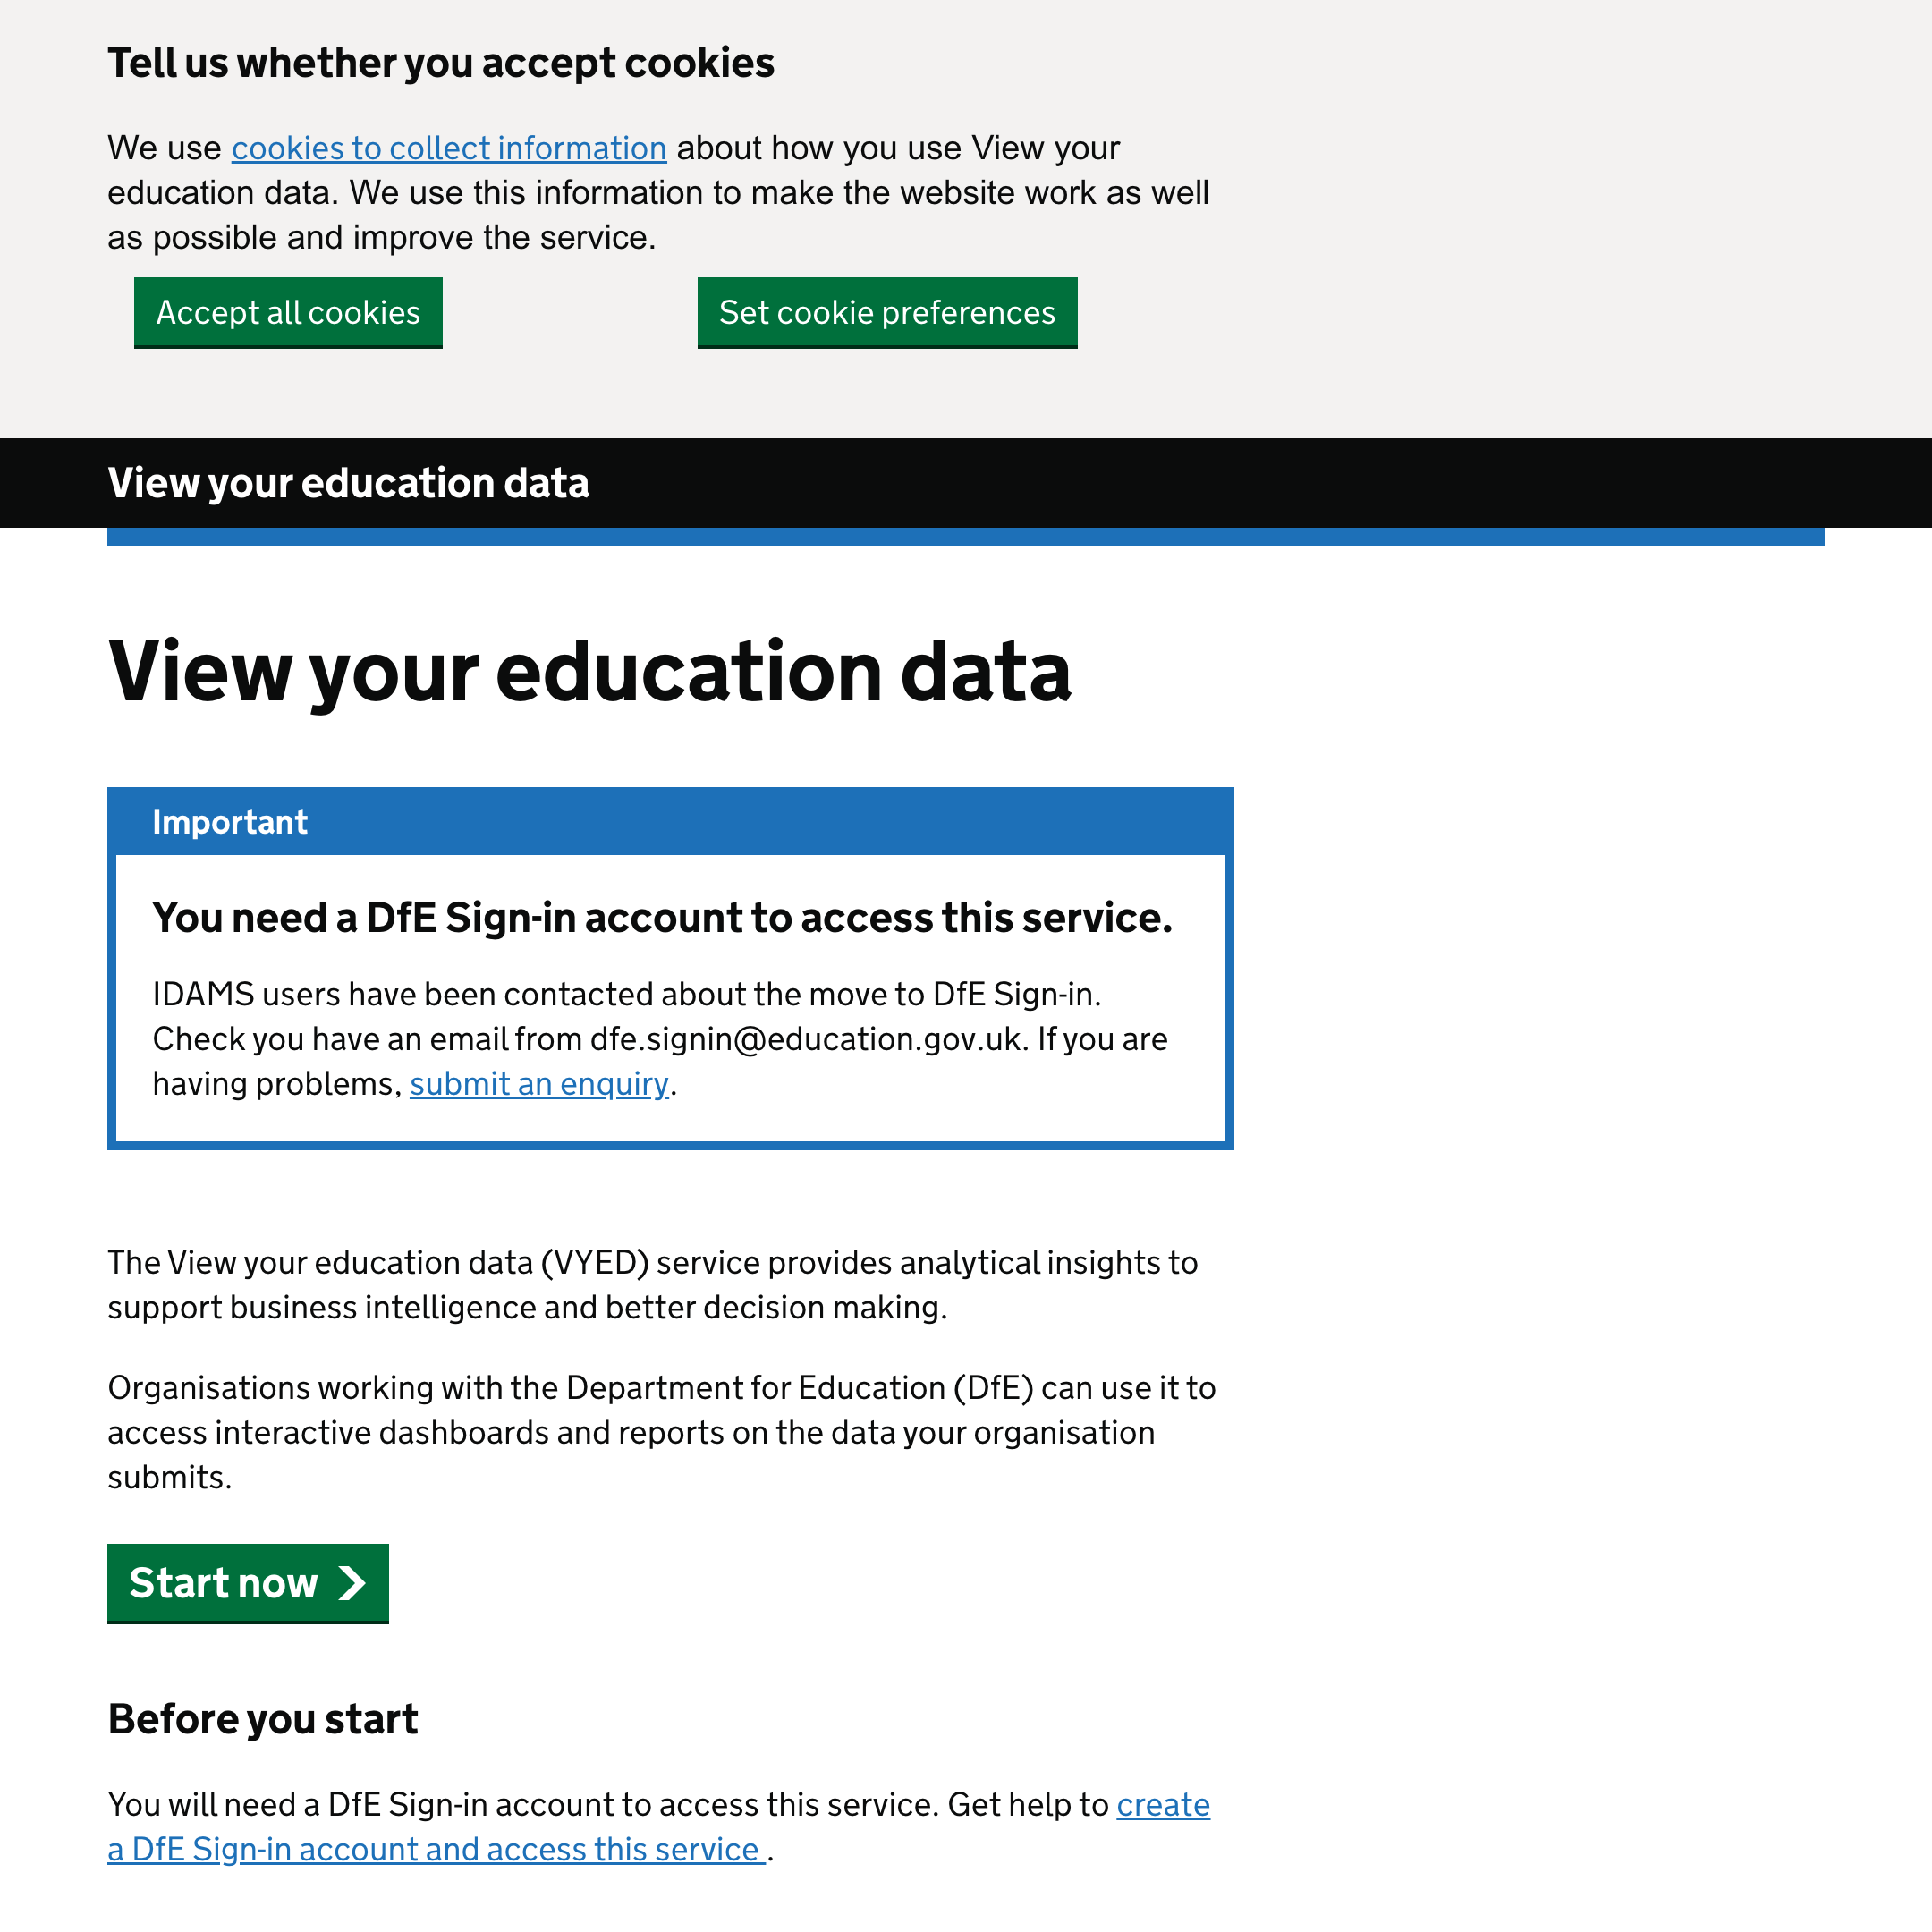 Tell us whether you accept cookies
We use cookies to collect information about how you use View your
education data. We use this information to make the website work as well
as possible and improve the service.
Accept all cookies
Set cookie preferences
View your education data
View your education data
Important
You need a DfE Sign-in account to access this service.
IDAMS users have been contacted about the move to DfE Sign-in.
Check you have an email from dfe.signin@education.gov.uk. If you are
having problems, submit an enquiry.
The View your education data (VYED) service provides analytical insights to
support business intelligence and better decision making.
Organisations working with the Department for Education (DfE) can use it to
access interactive dashboards and reports on the data your organisation
submits.
Start now
Before you start
You will need a DfE Sign-in account to access this service. Get help to create
a DfE Sign-in account and access this service .